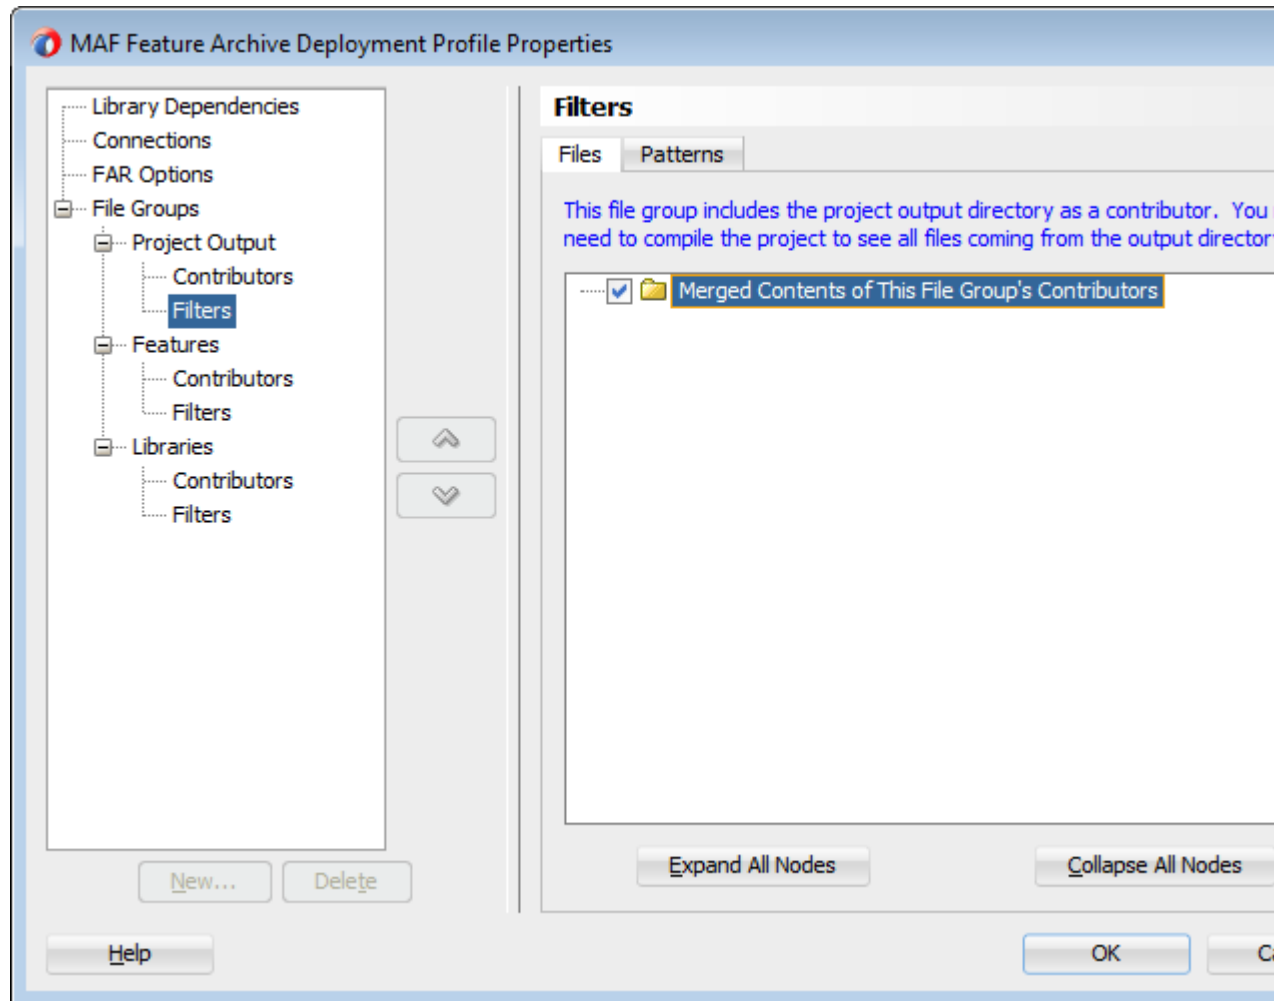 MAF Feature Archive Deployment Profile Properties
Library Dependencies
Connections
FAR Options
File Groups
Project Output
Contributors
Filters
Features
Contributors
Filters
Libraries
Contributors
Filters
New...
Delete
Help
Filters
Files Patterns
This file group includes the project output directory as a contributor. You
need to compile the project to see all files coming from the output director
Merged Contents of This File Group's Contributors
Expand All Nodes
Collapse All Nodes
OK